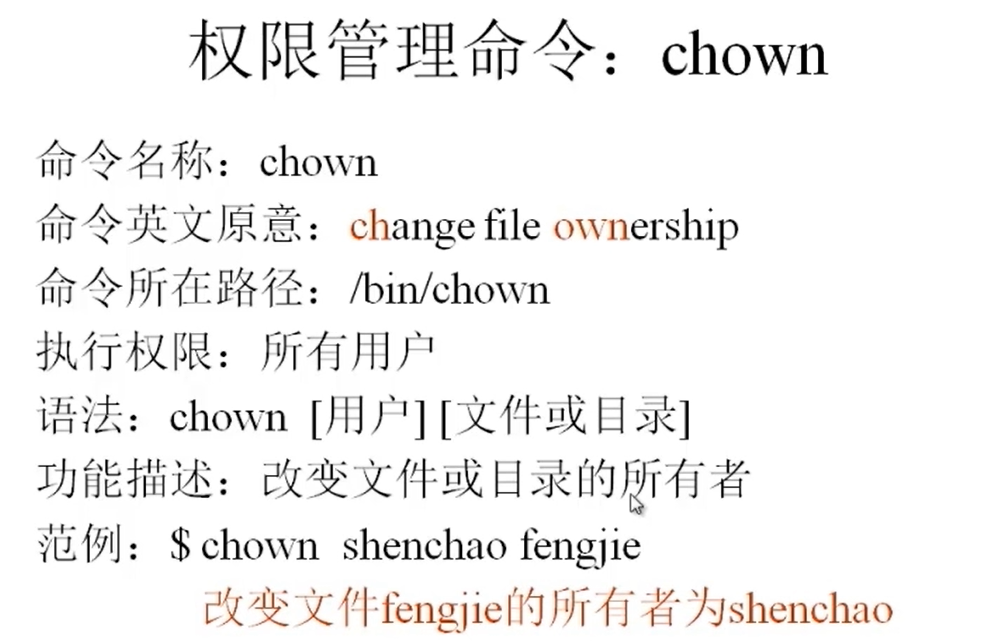 权限管理命令：chown
命令名称：chown
命令英文原意：change file ownership
命令所在路径：/bin/chown
执行权限：所有用户
语法：chown [用户] [文件或目录]
功能描述：改变文件或目录的所有者
范例：$ chown shenchao fengjie
改变文件fengjie的所有者为shenchao